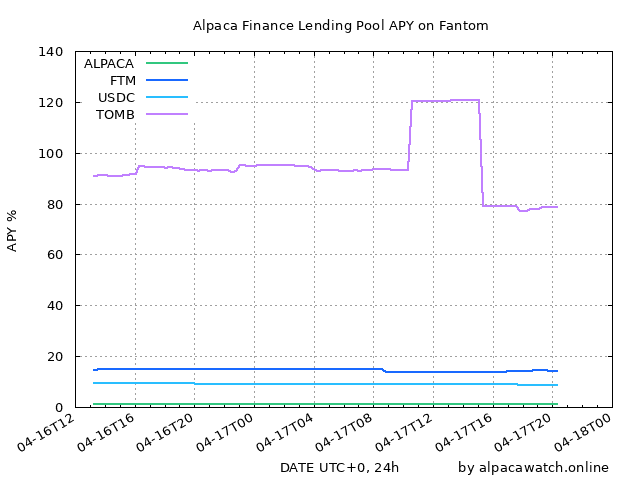 Alpaca Finance Lending Pool APY on Fantom
140
120
100
80
60
40
20
0
APY %
ALPACA
FTM
USDC
TOMB
04-16T12
04-16T16
04-16T20
04-17T00
04-17T04
04-17T08
04-17T12
04-17T16
04-17T20
04-18T00
DATE UTC+0, 24h
by alpacawatch.online